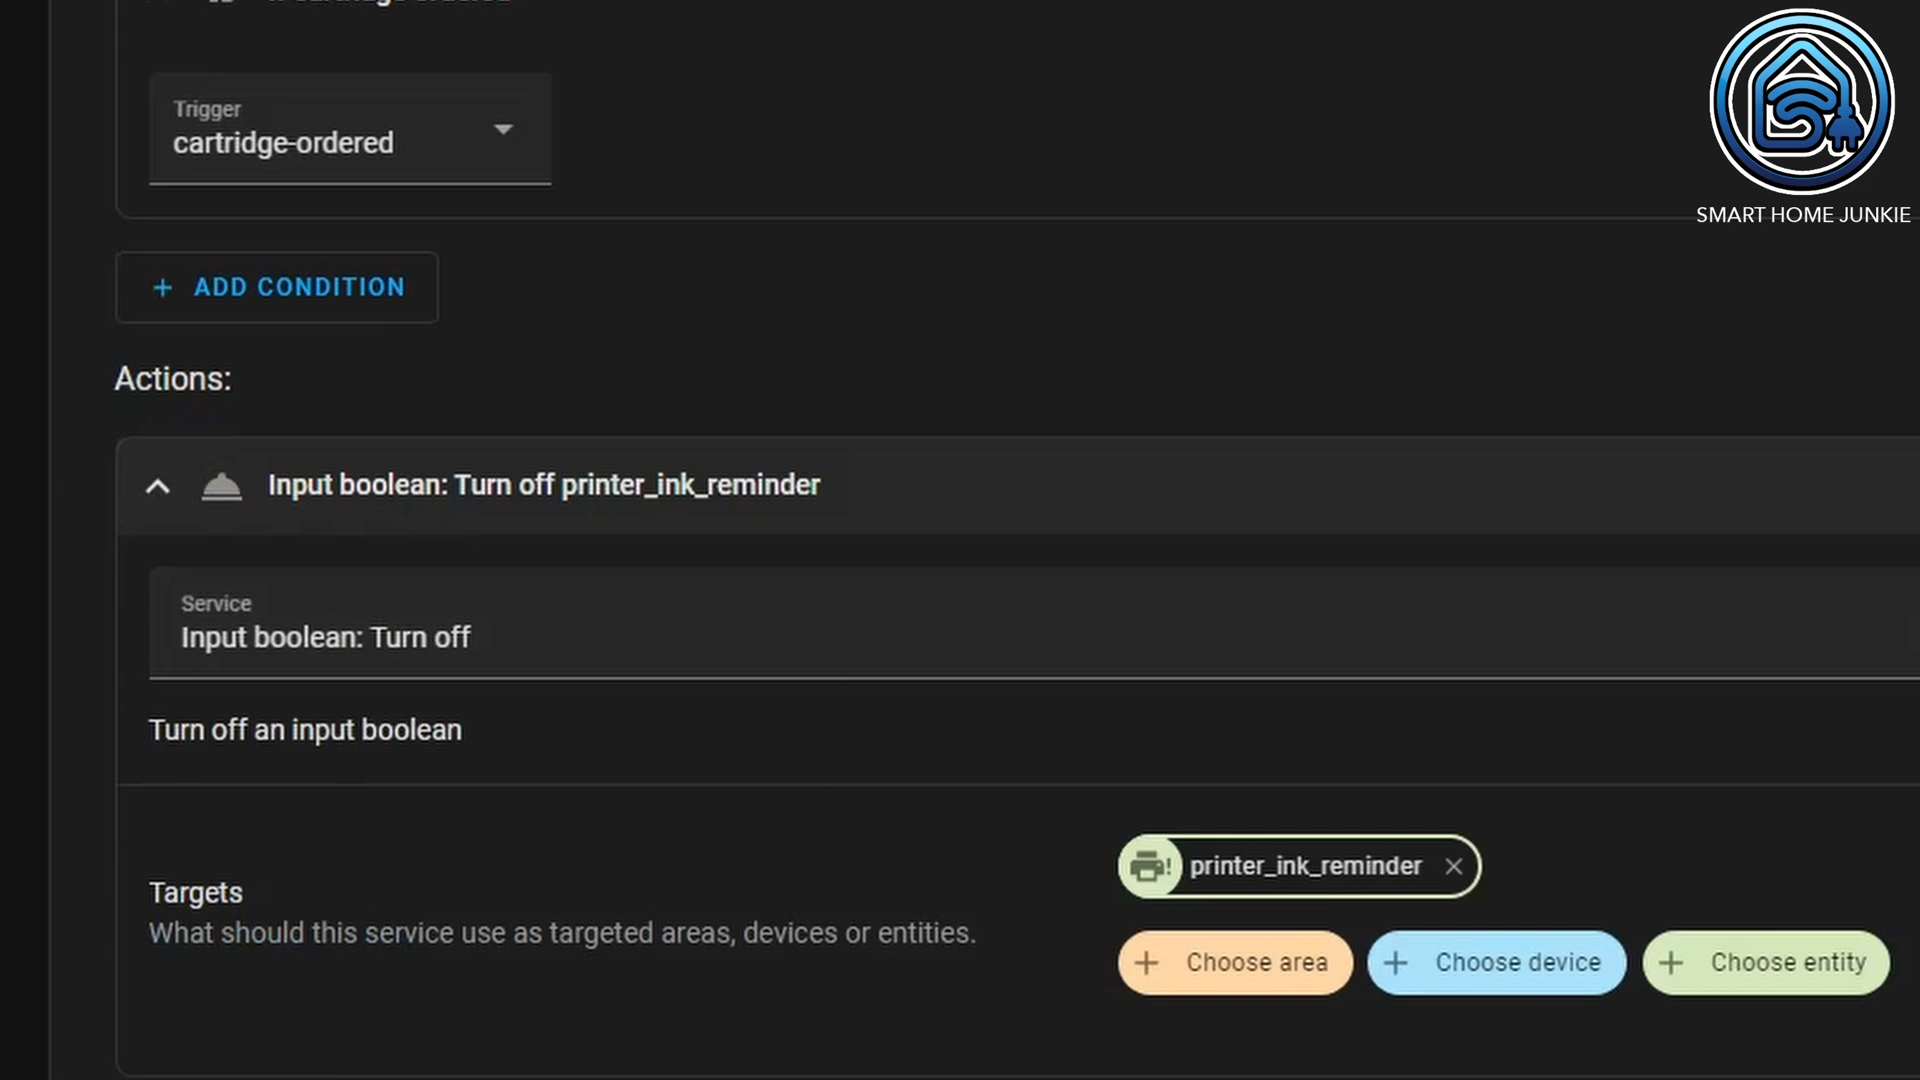 Trigger
cartridge-ordered
SMART HOME JUNKIE
+ ADD CONDITION
Actions:
Input boolean: Turn off printer_ink_reminder
Service
Input boolean: Turn off
Turn off an input boolean
printer_ink_reminder
Targets
What should this service use as targeted areas, devices or entities.
+ Choose area + Choose device + Choose entity